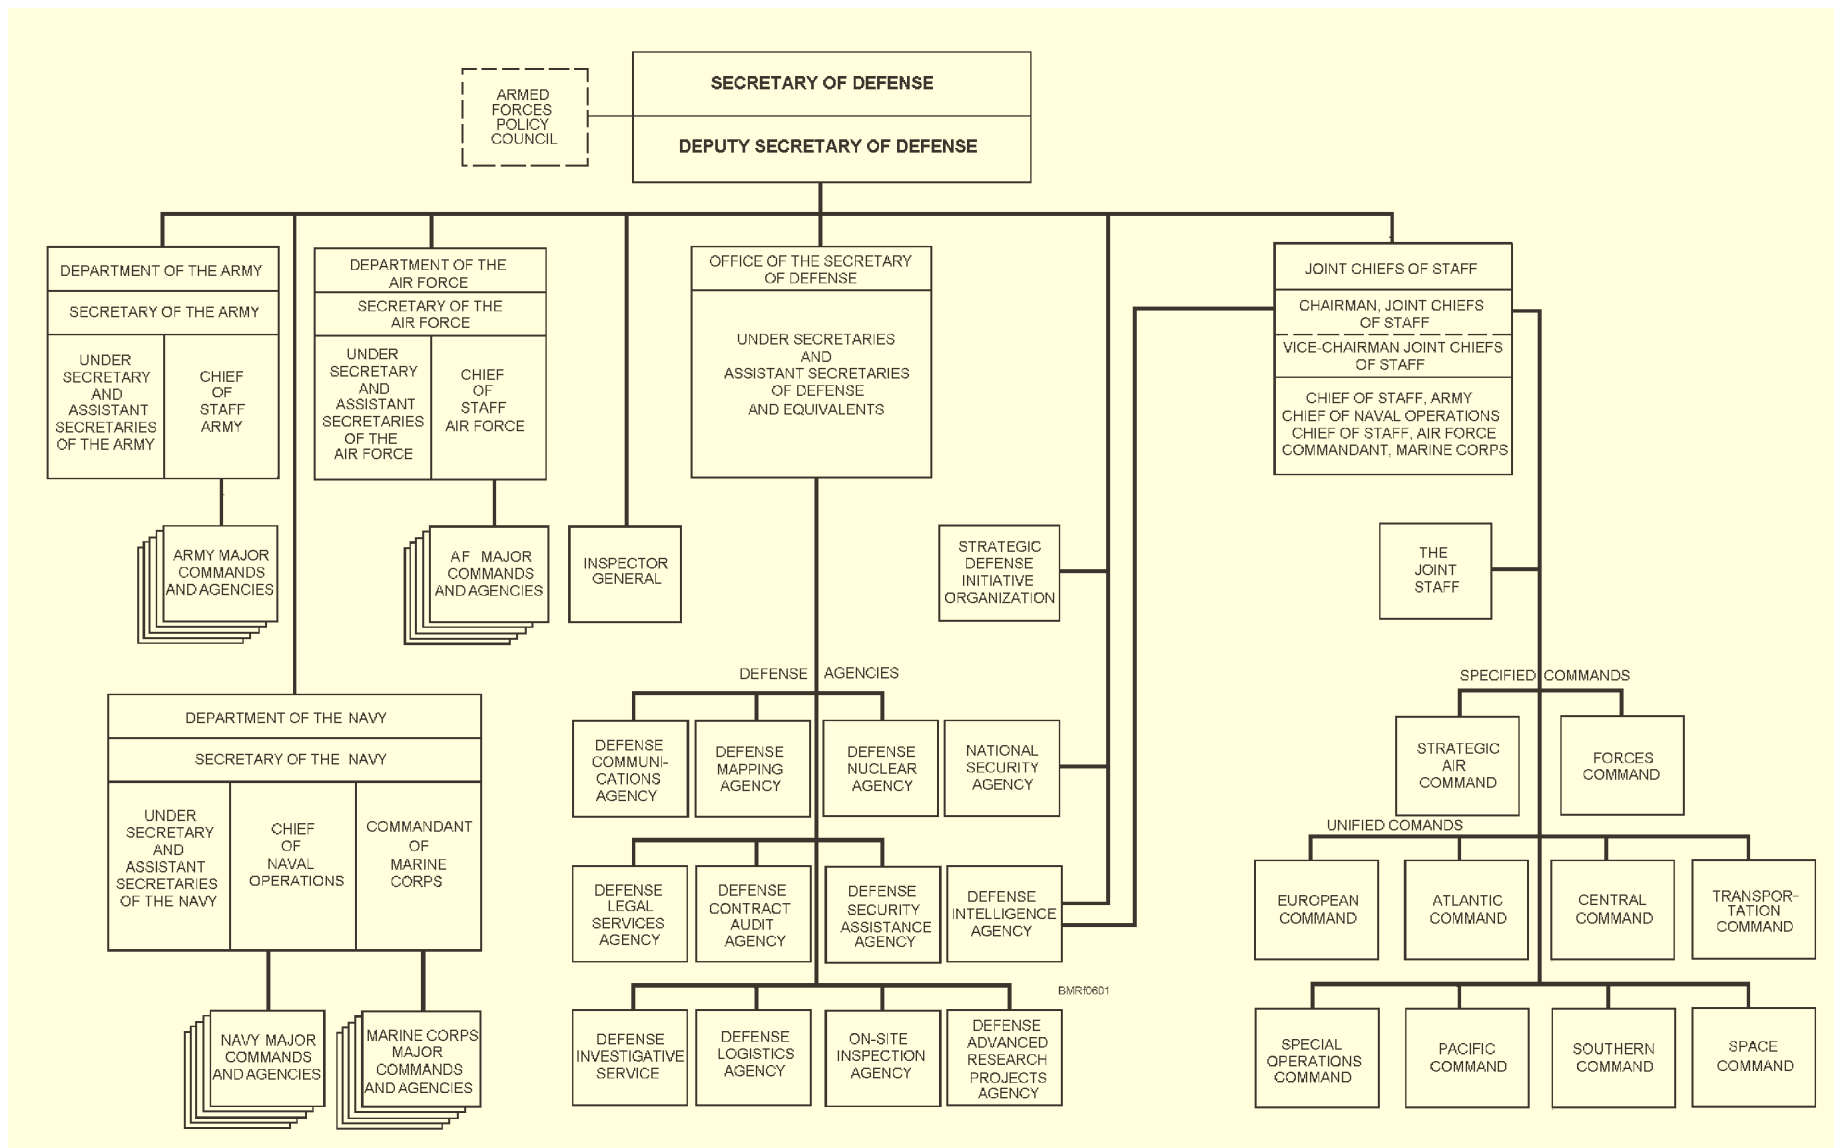 SECRETARY OF DEFENSE
DEPUTY SECRETARY OF DEFENSE
ARMED
FORCES
POLICY
COUNCIL
DEPARTMENT OF THE ARMY
SECRETARY OF THE ARMY
UNDER
SECRETARY
AND
ASSISTANT
SECRETARIES
OF THE ARMY
CHIEF
OF
STAFF
ARMY
ARMY MAJOR
COMMANDS
AND AGENCIES
DEPARTMENT OF THE
AIR FORCE
SECRETARY OF THE
AIR FORCE
UNDER
SECRETARY
AND
ASSISTANT
SECRETARIES
OF THE
AIR FORCE
CHIEF
OF
STAFF
AIR FORCE
AF MAJOR
COMMANDS
AND AGENCIES
INSPECTOR
GENERAL
OFFICE OF THE SECRETARY
OF DEFENSE
UNDER SECRETARIES
AND
ASSISTANT SECRETARIES
OF DEFENSE
AND EQUIVALENTS
STRATEGIC
DEFENSE
INITIATIVE
ORGANIZATION
JOINT CHIEFS OF STAFF
CHAIRMAN, JOINT CHIEFS
OF STAFF
VICE-CHAIRMAN JOINT CHIEFS
OF STAFF
CHIEF OF STAFF, ARMY
CHIEF OF NAVAL OPERATIONS
CHIEF OF STAFF, AIR FORCE
COMMANDANT, MARINE CORPS
THE
JOINT
STAFF
DEPARTMENT OF THE NAVY
SECRETARY OF THE NAVY
UNDER
SECRETARY
AND
ASSISTANT
SECRETARIES
OF THE NAVY
CHIEF
OF
NAVAL
OPERATIONS
COMMANDANT
OF
MARINE
CORPS
NAVY MAJOR
COMMANDS
AND AGENCIES
MARINE CORPS
MAJOR
COMMANDS
AND AGENCIES
DEFENSE AGENCIES
DEFENSE
COMMUNI-
CATIONS
AGENCY
DEFENSE
MAPPING
AGENCY
DEFENSE
NUCLEAR
AGENCY
NATIONAL
SECURITY
AGENCY
DEFENSE
LEGAL
SERVICES
AGENCY
DEFENSE
CONTRACT
AUDIT
AGENCY
DEFENSE
SECURITY
ASSISTANCE
AGENCY
DEFENSE
INTELLIGENCE
AGENCY
DEFENSE
INVESTIGATIVE
SERVICE
DEFENSE
LOGISTICS
AGENCY
ON-SITE
INSPECTION
AGENCY
DEFENSE
ADVANCED
RESEARCH
PROJECTS
AGENCY
BMRf0601
SPECIFIED COMMANDS
STRATEGIC
AIR
COMMAND
FORCES
COMMAND
UNIFIED COMANDS
EUROPEAN
COMMAND
ATLANTIC
COMMAND
CENTRAL
COMMAND
TRANSPOR-
TATION
COMMAND
SPECIAL
OPERATIONS
COMMAND
PACIFIC
COMMAND
SOUTHERN
COMMAND
SPACE
COMMAND